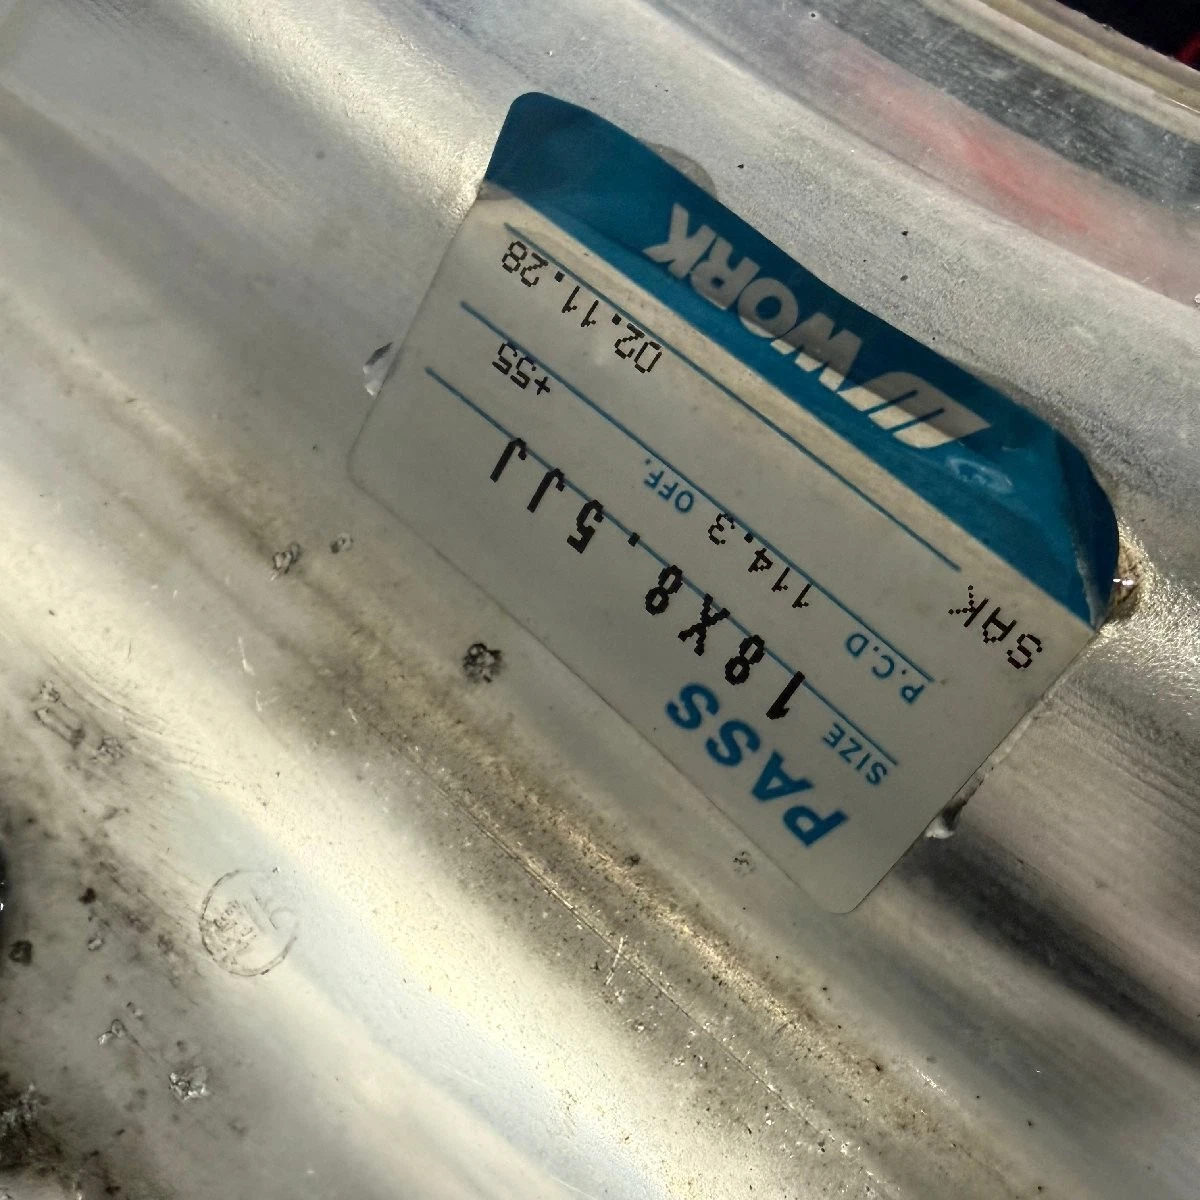 PASS
SIZE 18X8.5JJ
P.C.D 114.3 OFF. +55
SAK 02.11.28
WORK